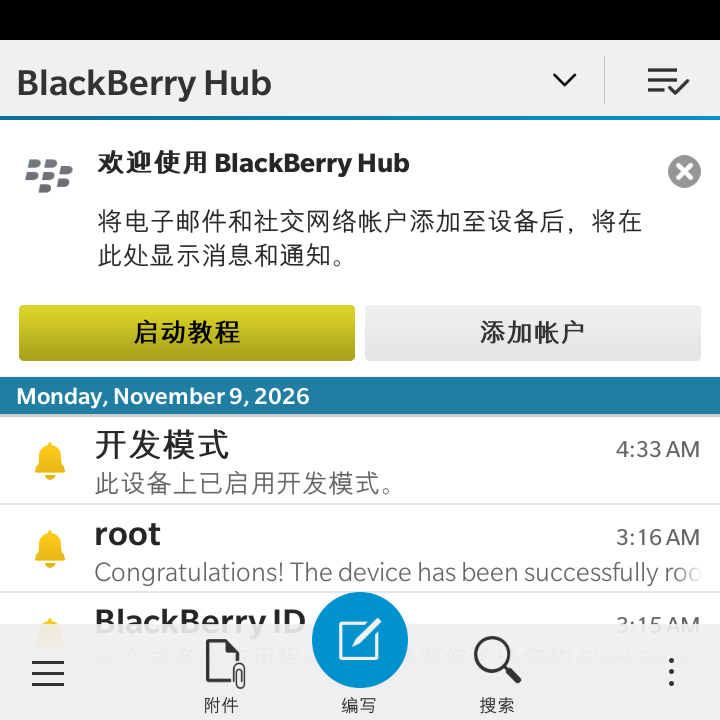 BlackBerry Hub
欢迎使用 BlackBerry Hub
将电子邮件和社交网络帐户添加至设备后，将在
此处显示消息和通知。
启动教程
添加帐户
Monday, November 9, 2026
开发模式
4:33 AM
此设备上已启用开发模式。
root
3:16 AM
Congratulations! The device has been successfully roo
BlackBerry ID
3:15 AM
附件
编写
搜索